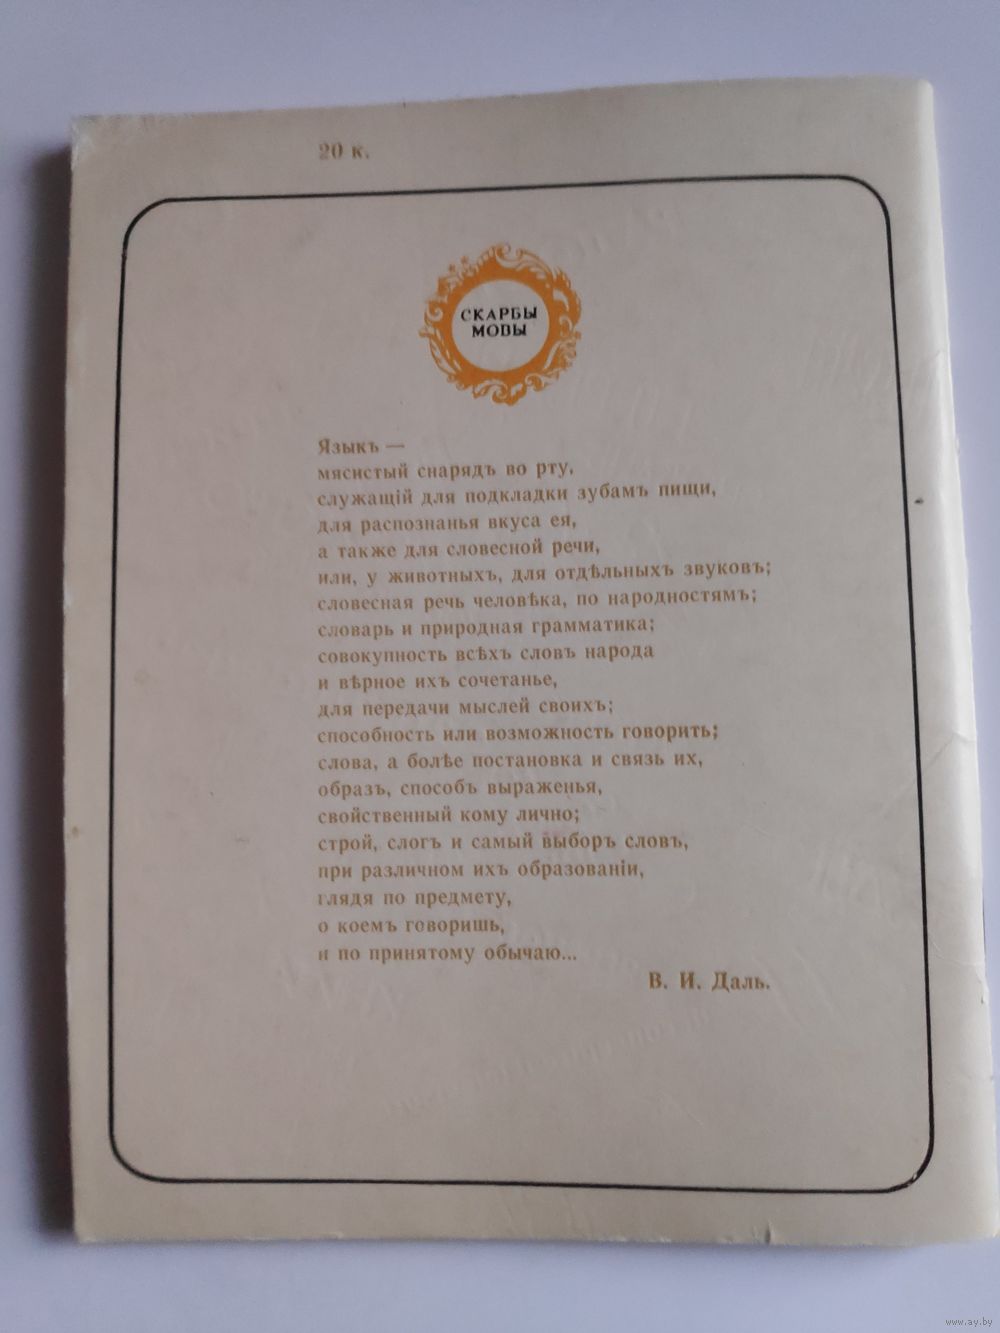 20 к.
СКАРБЫ
МОВЫ
Языкъ —
мясистый снарядъ во рту,
служащій для подкладки зубамъ пищи,
для распознанья вкуса ея,
а также для словесной речи,
или, у животныхъ, для отдѣльныхъ звуковъ;
словесная речь человѣка, по народностямъ;
словарь и природная грамматика;
совокупность всѣхъ словъ народа
и вѣрное ихъ сочетанье,
для передачи мыслей своихъ;
способность или возможность говорить;
слова, а болѣе постановка и связь их,
образъ, способъ выраженья,
свойственный кому лично;
строй, слогъ и самый выборъ словъ,
при различном ихъ образованіи,
глядя по предмету,
о коемъ говоришь,
и по принятому обычаю...
В. И. Даль.
www.ay.by